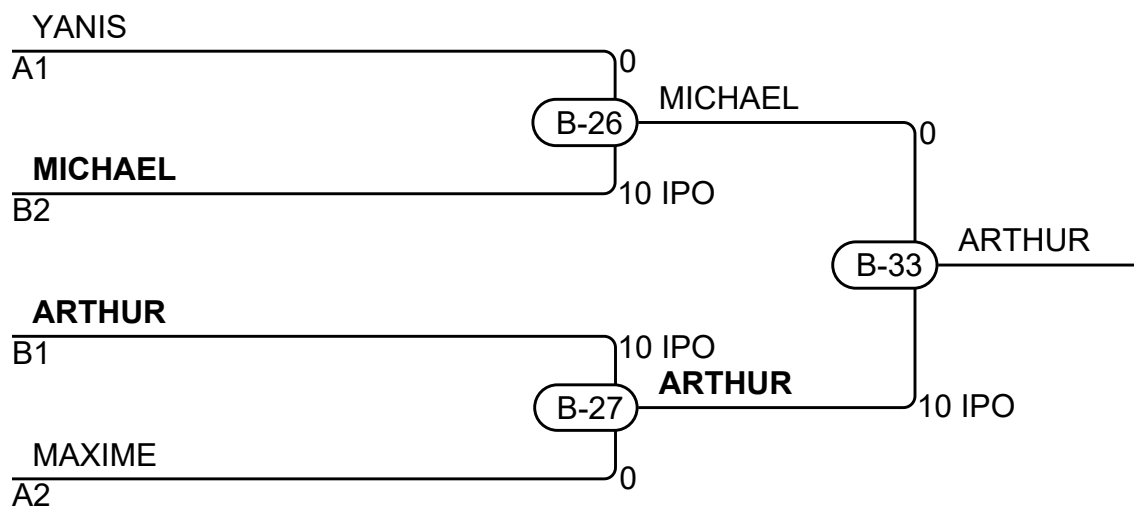 YANIS
A1
0
B-26
MICHAEL
0
MICHAEL
B2
10 IPO
B-33
ARTHUR
ARTHUR
B1
10 IPO
B-27
ARTHUR
10 IPO
MAXIME
A2
0